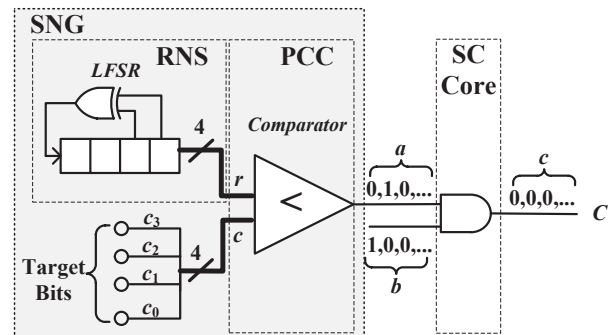 SNG
RNS
PCC
SC
Core
LFSR
4
Comparator
r
<
c
a
0,1,0,...
1,0,0,...
b
c
0,0,0,...
C
Target
Bits
c3
c2
c1
c0
4